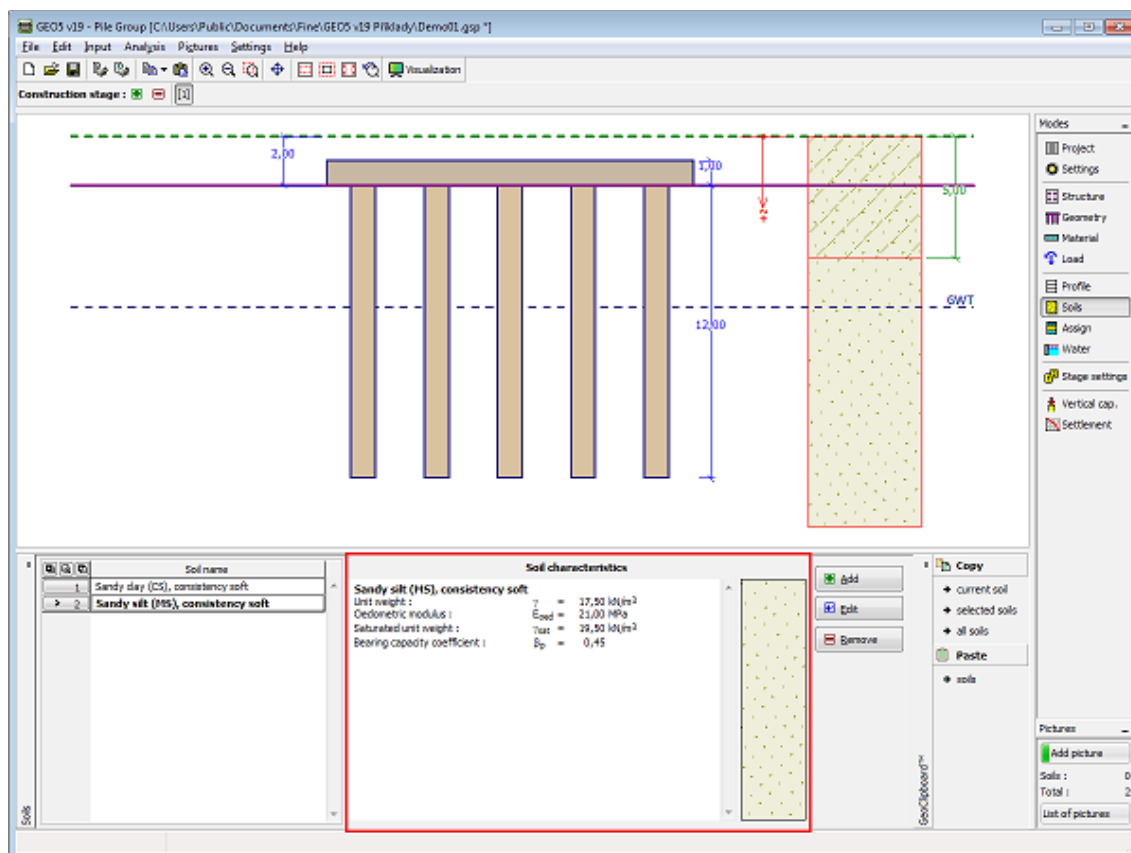 GEO5 v19 - Pile Group [C:\Users\Public\Documents\Fine\GEO5 v19 Příklady\Demo01.gsp *]
File Edit Input Analysis Pictures Settings Help
Visualization
Construction stage : [1]
2,00
1,00
+z
5,00
GWT
12,00
Modes
Project
Settings
Structure
Geometry
Material
Load
Profile
Soils
Assign
Water
Stage settings
Vertical cap.
Settlement
Soil name
1 Sandy clay (CS), consistency soft
> 2 Sandy silt (MS), consistency soft
Soil characteristics
Sandy silt (MS), consistency soft
Unit weight : γ = 17,50 kN/m³
Oedometric modulus : Eoed = 21,00 MPa
Saturated unit weight : γsat = 19,50 kN/m³
Bearing capacity coefficient : βp = 0,45
Add
Edit
Remove
Copy
current soil
selected soils
all soils
Paste
soils
Soils
GeoClipboard™
Pictures
Add picture
Soils : 0
Total : 2
List of pictures